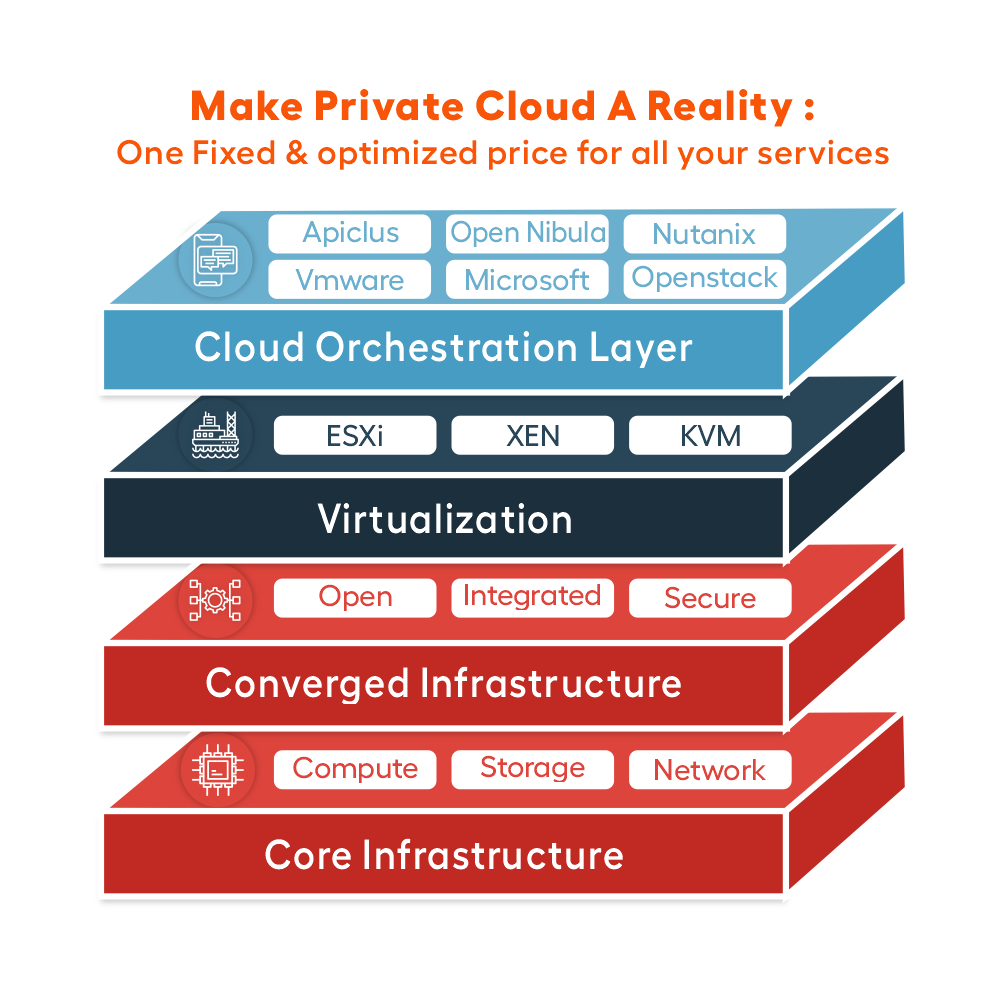 Make Private Cloud A Reality :
One Fixed & optimized price for all your services
Apiclus Open Nibula Nutanix
Vmware Microsoft Openstack
Cloud Orchestration Layer
ESXi XEN KVM
Virtualization
Open Integrated Secure
Converged Infrastructure
Compute Storage Network
Core Infrastructure